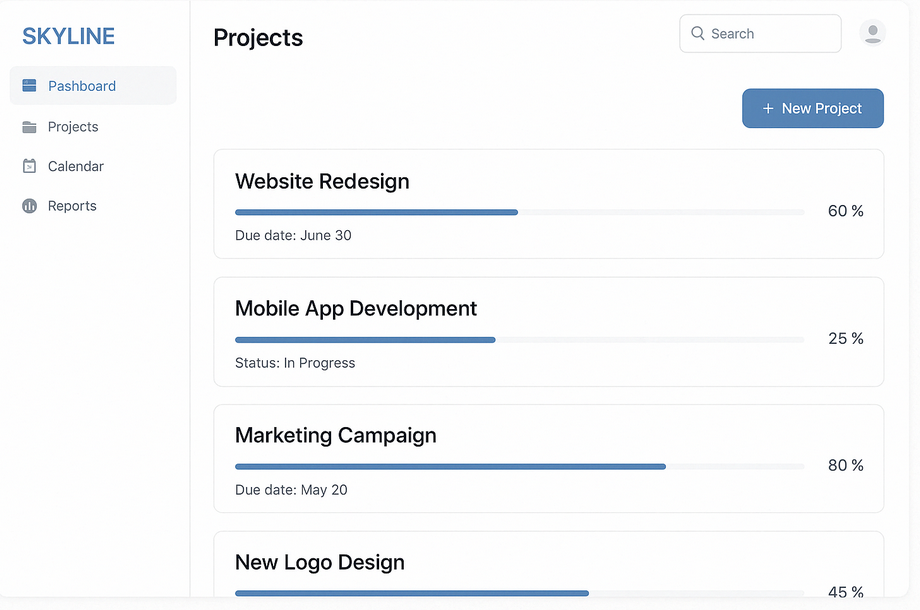 SKYLINE
Pashboard
Projects
Calendar
Reports
Projects
Search
+ New Project
Website Redesign
60 %
Due date: June 30
Mobile App Development
25 %
Status: In Progress
Marketing Campaign
80 %
Due date: May 20
New Logo Design
45 %